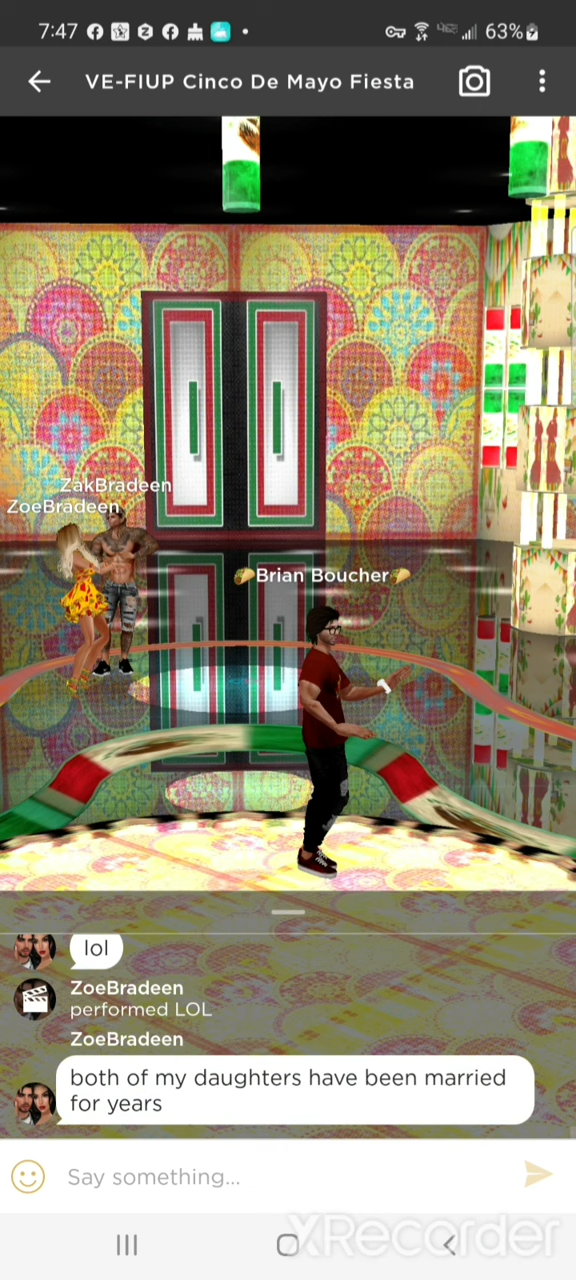 7:47
63%
VE-FIUP Cinco De Mayo Fiesta
ZakBradeen
ZoeBradeen
Brian Boucher
lol
ZoeBradeen
performed LOL
ZoeBradeen
both of my daughters have been married
for years
Say something...
XRecorder